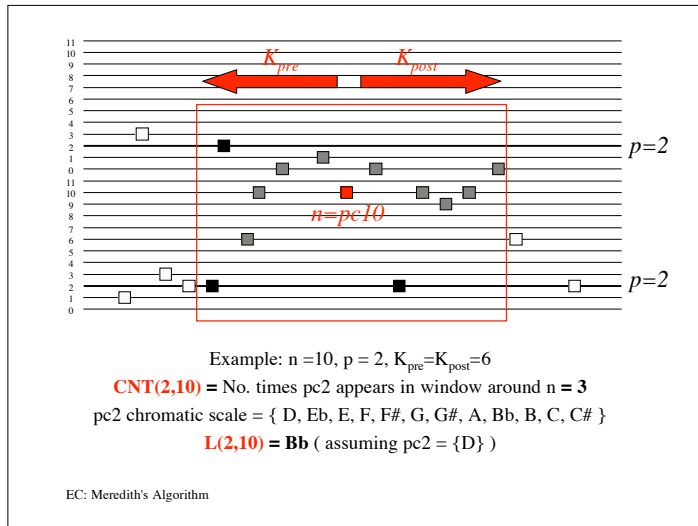 11
10
9
8
7
6
5
4
3
2
1
0
11
10
9
8
7
6
5
4
3
2
1
0
K_pre K_post
p=2
n=pc10
p=2
Example: n =10, p = 2, K_pre=K_post=6
CNT(2,10) = No. times pc2 appears in window around n = 3
pc2 chromatic scale = { D, Eb, E, F, F#, G, G#, A, Bb, B, C, C# }
L(2,10) = Bb ( assuming pc2 = {D} )
EC: Meredith's Algorithm